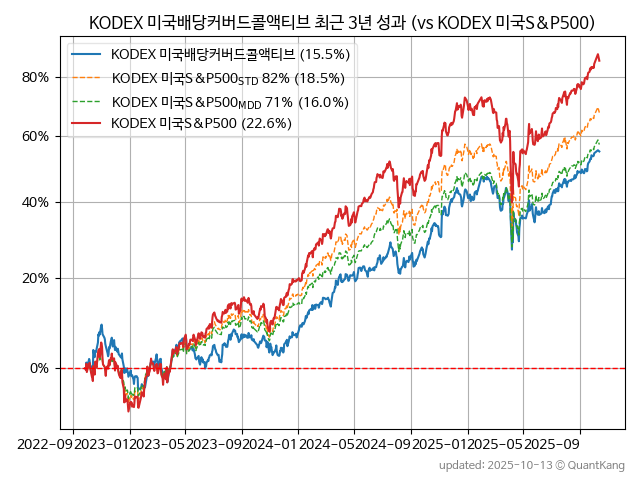 KODEX 미국배당커버드콜액티브 최근 3년 성과 (vs KODEX 미국S&P500)
KODEX 미국배당커버드콜액티브 (15.5%)
KODEX 미국S&P500STD 82% (18.5%)
KODEX 미국S&P500MDD 71% (16.0%)
KODEX 미국S&P500 (22.6%)
80%
60%
40%
20%
0%
2022-09 2023-01 2023-05 2023-09 2024-01 2024-05 2024-09 2025-01 2025-05 2025-09
updated: 2025-10-13 © QuantKang